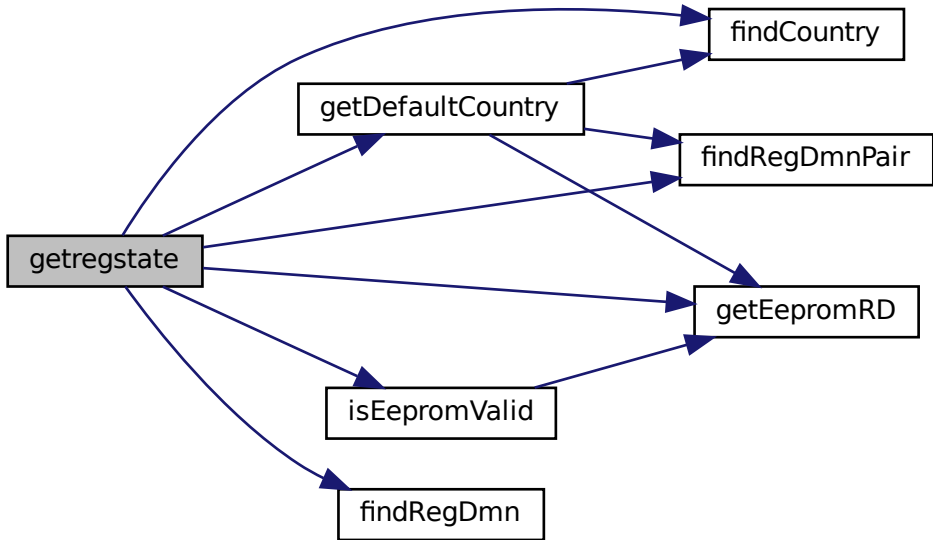 findCountry
getDefaultCountry
findRegDmnPair
getregstate
getEepromRD
isEepromValid
findRegDmn